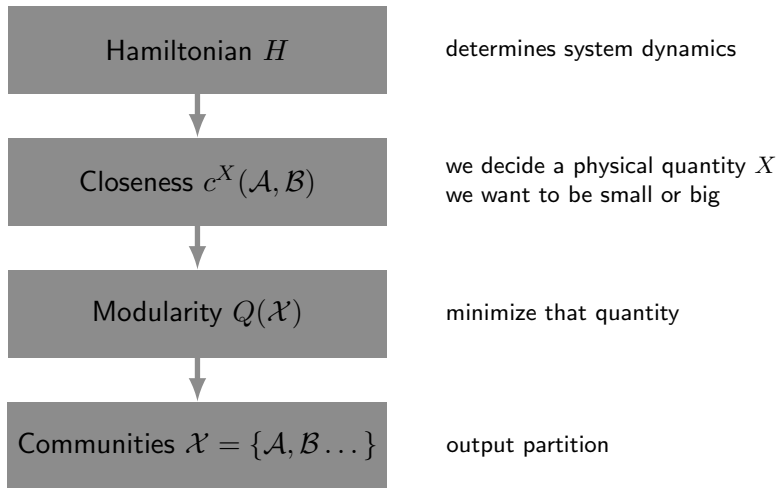 Hamiltonian H
determines system dynamics
Closeness c^X(𝒜, ℬ)
we decide a physical quantity X
we want to be small or big
Modularity Q(𝒳)
minimize that quantity
Communities 𝒳 = {𝒜, ℬ . . . }
output partition